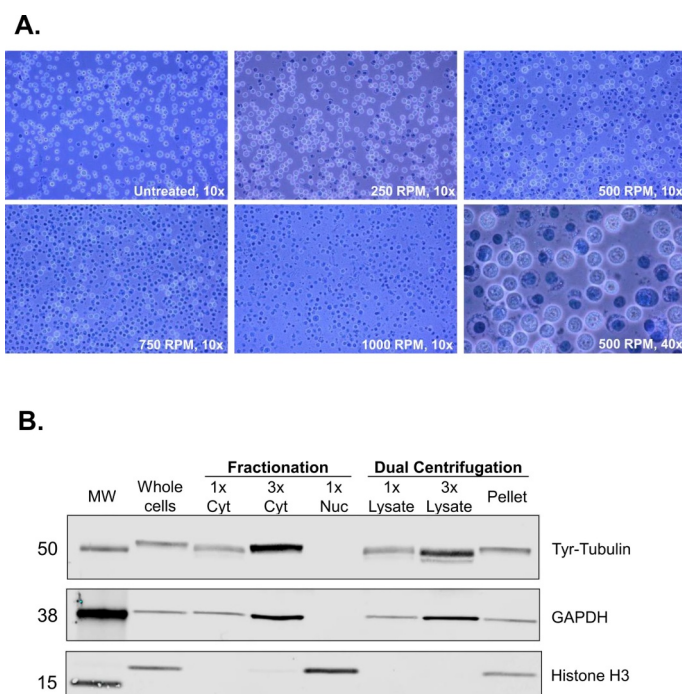 A.
Untreated, 10x
250 RPM, 10x
500 RPM, 10x
750 RPM, 10x
1000 RPM, 10x
500 RPM, 40x
B.
Fractionation
Dual Centrifugation
MW
Whole
cells
1x
Cyt
3x
Cyt
1x
Nuc
1x
Lysate
3x
Lysate
Pellet
50
Tyr-Tubulin
38
GAPDH
15
Histone H3